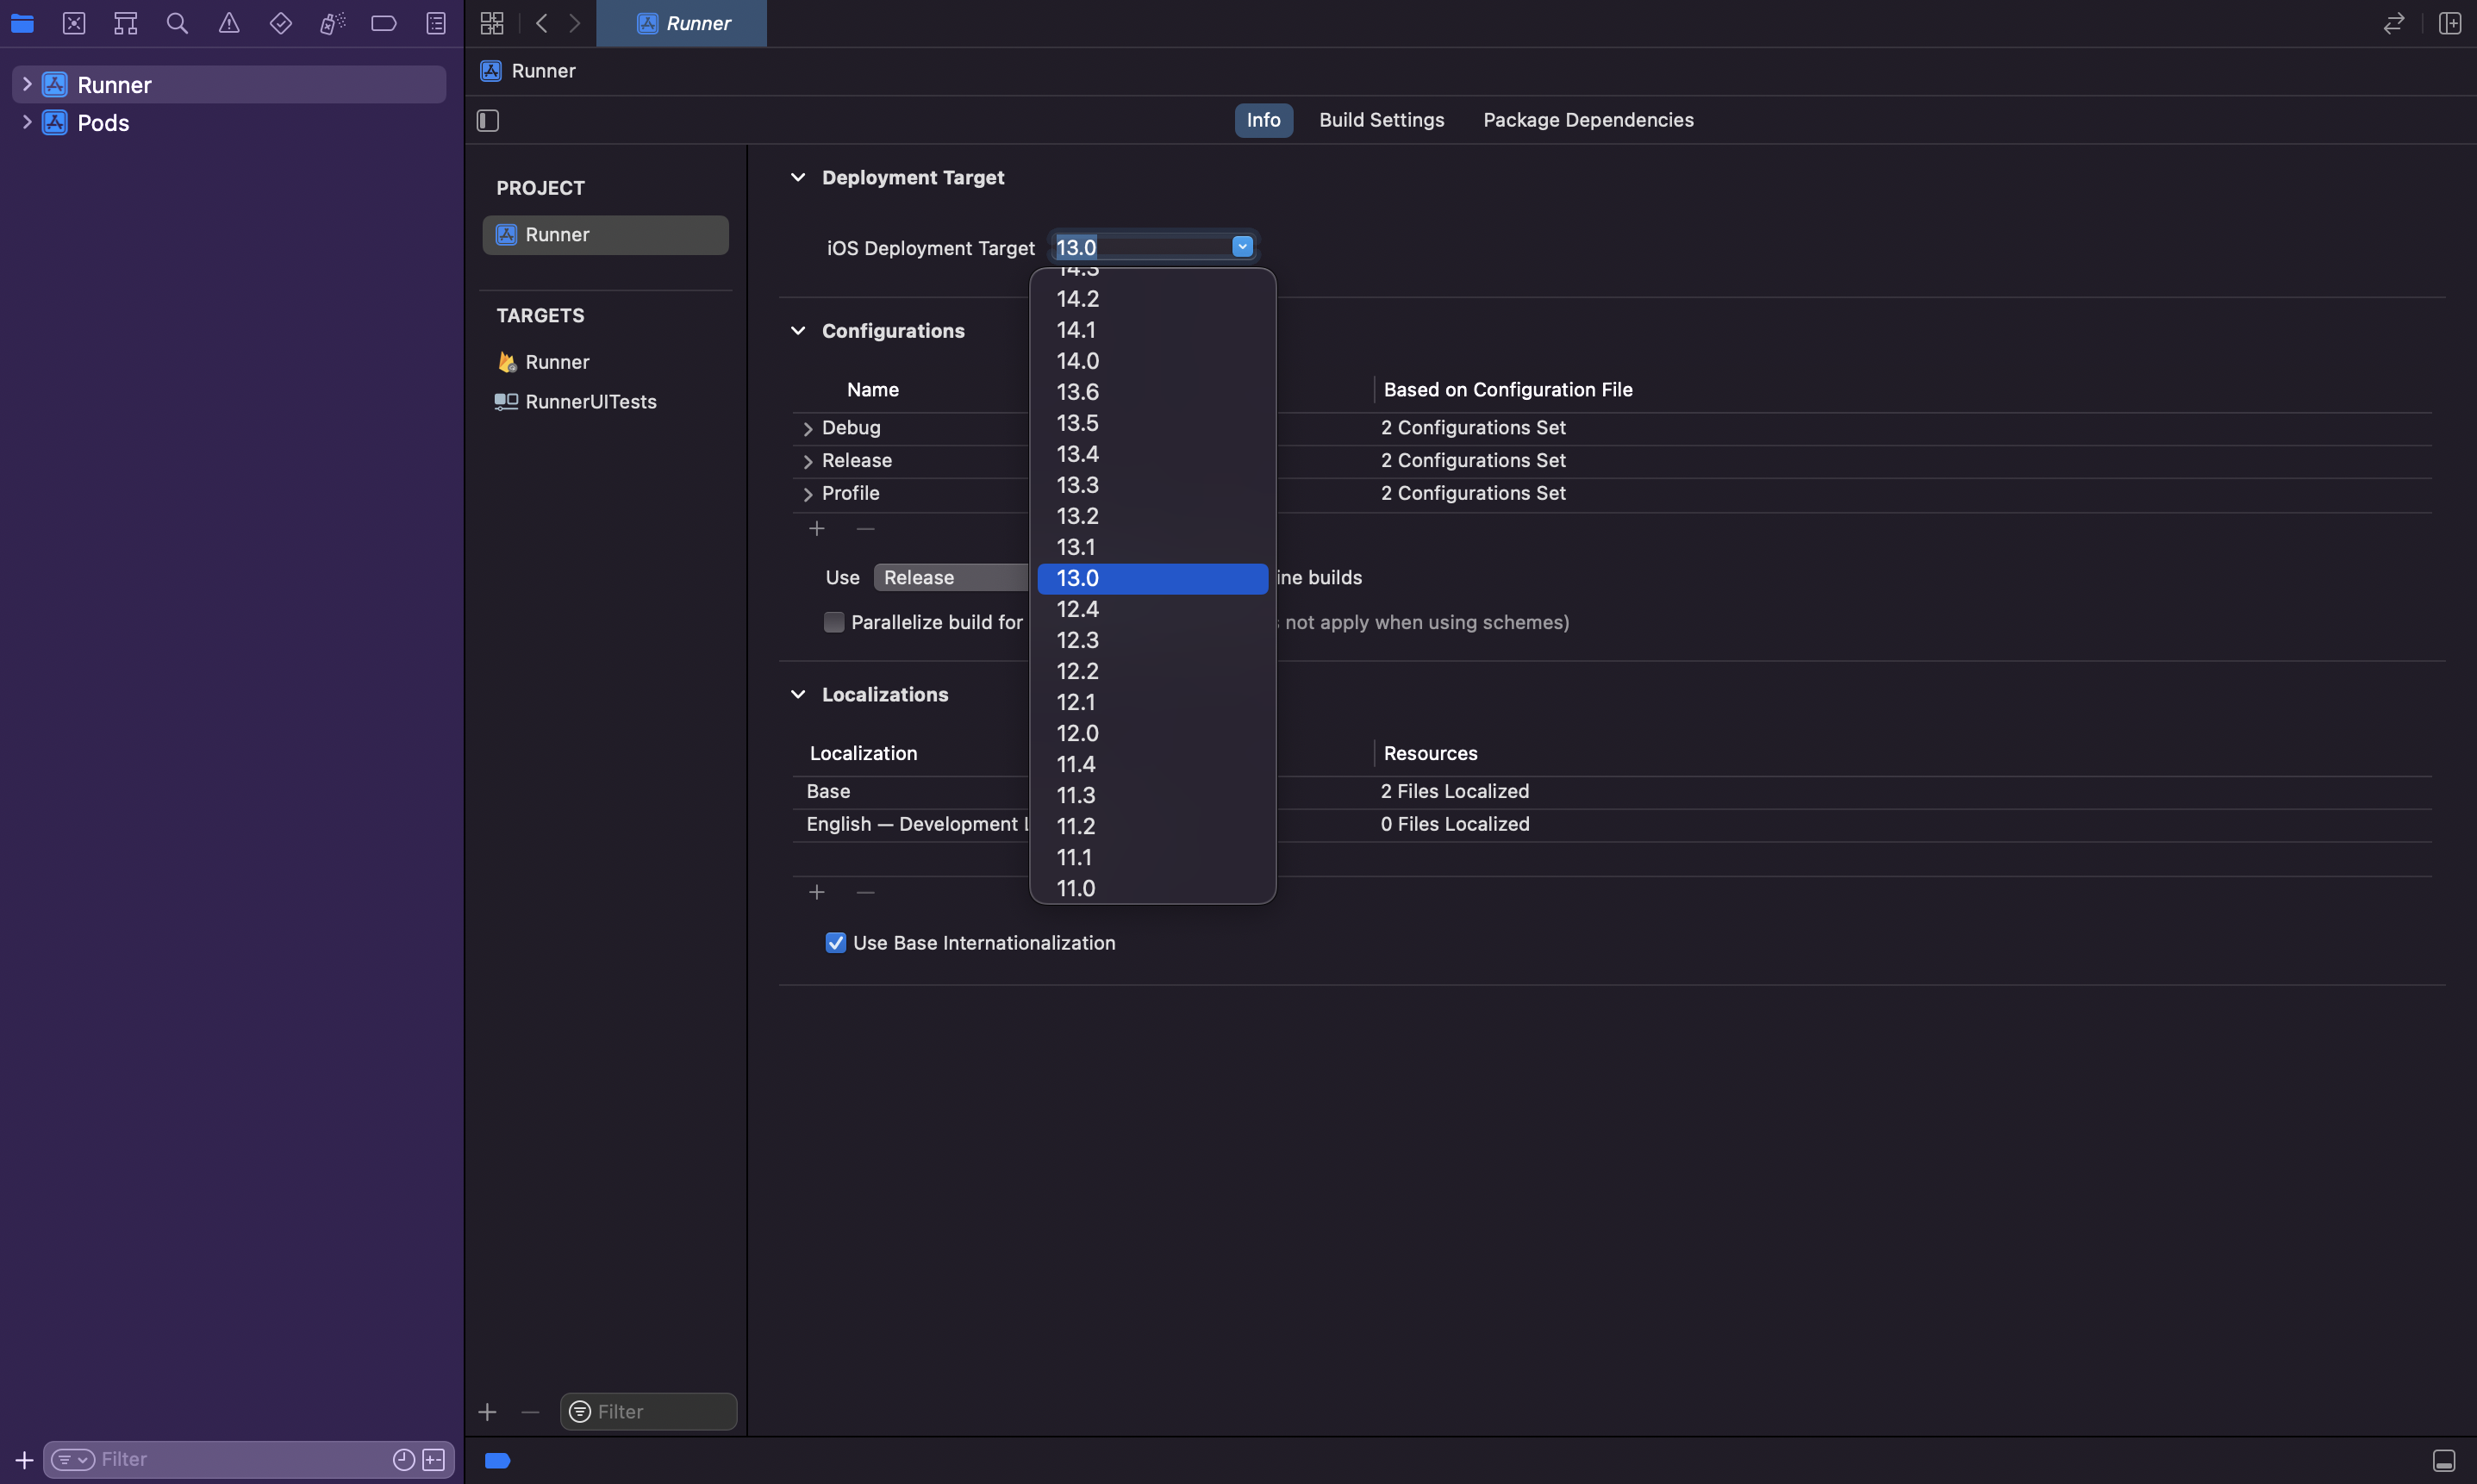 Runner
Runner
Pods
Runner
Info
Build Settings
Package Dependencies
PROJECT
Runner
TARGETS
Runner
RunnerUITests
Deployment Target
iOS Deployment Target
13.0
14.3
14.2
14.1
14.0
13.6
13.5
13.4
13.3
13.2
13.1
13.0
12.4
12.3
12.2
12.1
12.0
11.4
11.3
11.2
11.1
11.0
Configurations
Name
Based on Configuration File
Debug
2 Configurations Set
Release
2 Configurations Set
Profile
2 Configurations Set
Use
Release
ine builds
Parallelize build for
not apply when using schemes)
Localizations
Localization
Resources
Base
2 Files Localized
English — Development
0 Files Localized
Use Base Internationalization
Filter
Filter